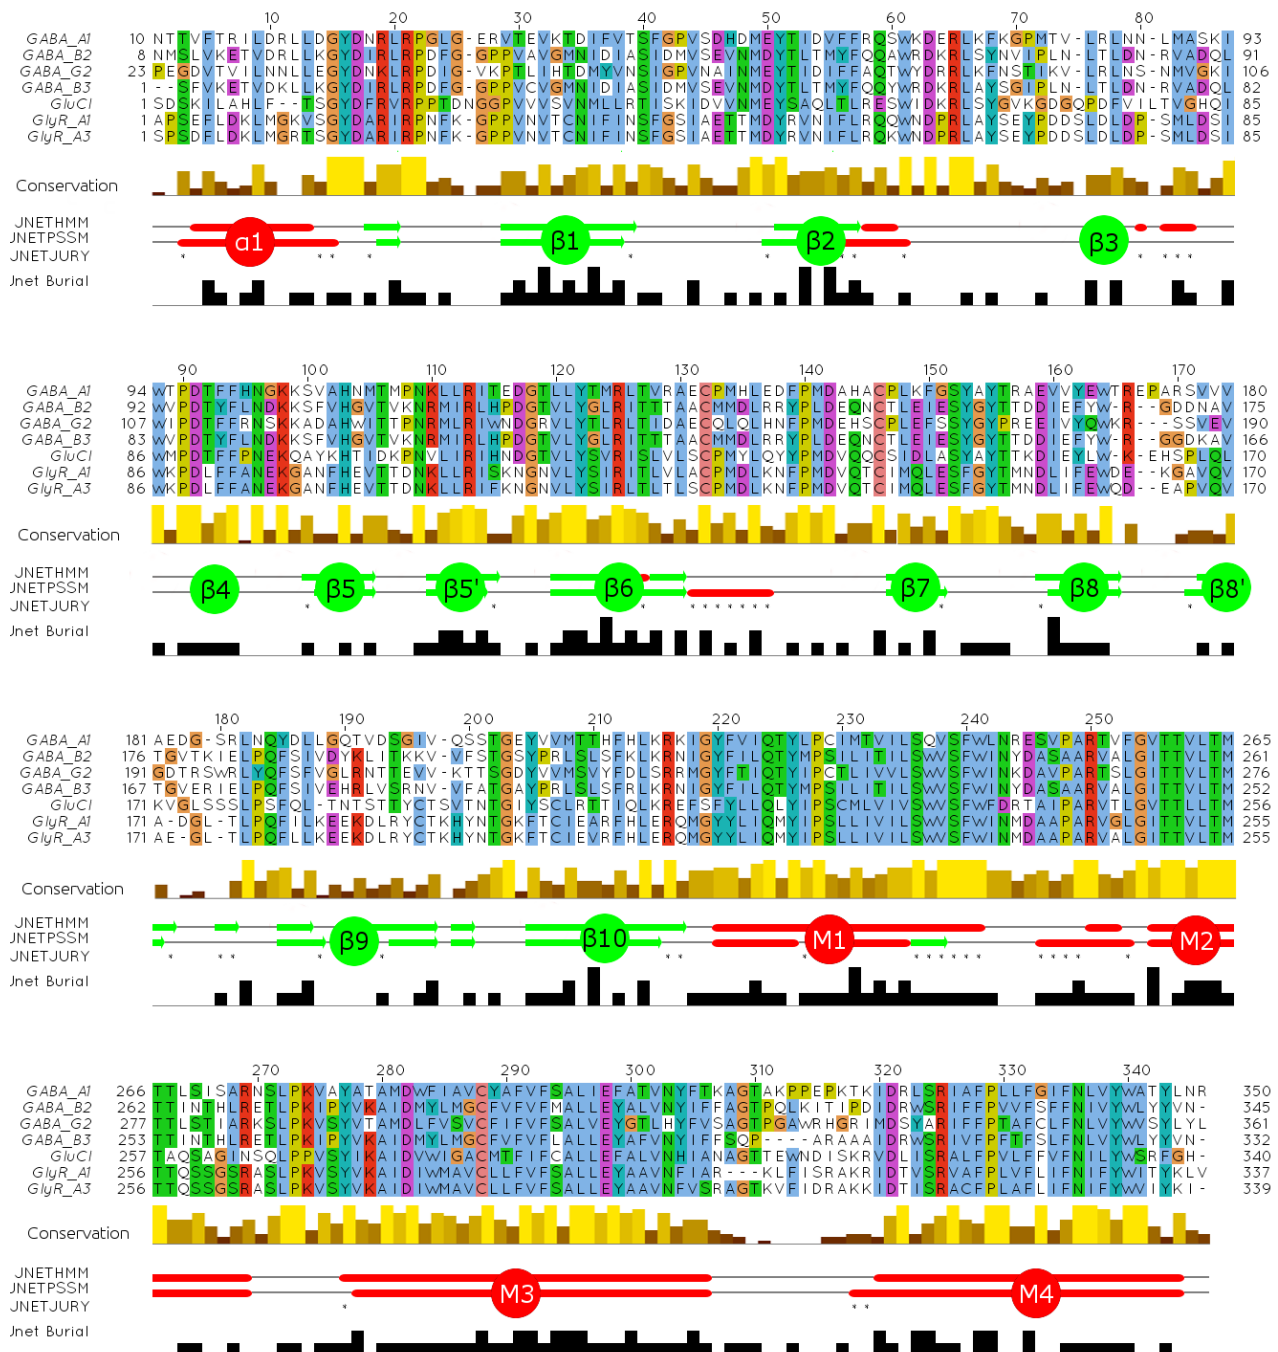 10 20 30 40 50 60 70 80
GABA_A1 10 NTTVFTRILDRLLDGYDNRLRPGLG-ERVTEVKTDIFVTSFGPVSDHDMEYTIDVFFRQSWKDERLKFKGPMTV-LRLNN-LMASKI 93
GABA_B2 8 NMSLVKETVDRLLKGYDIRLRPDFG-GPPVAVGMNIDIASIDMVSEVNMDYTLTMYFQQAWRDKRLSYNVIPLN-LTLDN-RVADQL 91
GABA_G2 23 PEGDVTVILNNLLEGYDNKLRPDIG-VKPTLIHTDMYVNSIGPVNAINMEYTIDIFFAQTWYDRRLKFNSTIKV-LRLNS-NMVGKI 106
GABA_B3 1 --SFVKETVDKLLKGYDIRLRPDFG-GPPVCVGMNIDIASIDMVSEVNMDYTLTMYFQQYWRDKRLAYSGIPLN-LTLDN-RVADQL 82
GluCl 1 SDSKILAHLF--TSGYDFRVRPPTDNGGPVVVSVNMLLRTISKIDVVNMEYSAQLTLRESWIDKRLSYGVKGDGQPDFVILTVGHQI 85
GlyR_A1 1 APSEFLDKLMGKVSGYDARIRPNFK-GPPVNVTCNIFINSFGSIAETTMDYRVNIFLRQQWNDPRLAYSEYPDDSLDLDP-SMLDSI 85
GlyR_A3 1 SPSDFLDKLMGRTSGYDARIRPNFK-GPPVNVTCNIFINSFGSIAETTMDYRVNIFLRQKWNDPRLAYSEYPDDSLDLDP-SMLDSI 85
Conservation
JNETHMM
α1 β1 β2 β3
JNETPSSM
JNETJURY
Jnet Burial
90 100 110 120 130 140 150 160 170
GABA_A1 94 WTPDTFFHNGKKSVAHNMTMPNKLLRITEDGTLLYTMRLTVRAECPMHLEDFPMDAHACPLKFGSYAYTRAEVVYEWTREPARSVVV 180
GABA_B2 92 WVPDTYFLNDKKSFVHGVTVKNRMIRLHPDGTVLYGLRITTTAACMMDLRRYPLDEQNCTLEIESYGYTTDDIEFYW-R--GDDNAV 175
GABA_G2 107 WIPDTFFRNSKKADAHWITTPNRMLRIWNDGRVLYTLRLTIDAECQLQLHNFPMDEHSCPLEFSSYGYPREEIVYQWKR---SSVEV 190
GABA_B3 83 WVPDTYFLNDKKSFVHGVTVKNRMIRLHPDGTVLYGLRITTTAACMMDLRRYPLDEQNCTLEIESYGYTTDDIEFYW-R--GGDKAV 166
GluCl 86 WMPDTFFPNEKQAYKHTIDKPNVLIRIHNDGTVLYSVRISLVLSCPMYLQYYPMDVQQCSIDLASYAYTTKDIEYLW-KEHSPLQL 170
GlyR_A1 86 WKPDLFFANEKGANFHEVTTDNKLLRISKNGNVLYSIRITLVLACPMDLKNFPMDVQTCIMQLESFGYTMNDLIFEWDE--KGAVQV 170
GlyR_A3 86 WKPDLFFANEKGANFHEVTTDNKLLRIFKNGNVLYSIRLTLTLSCPMDLKNFPMDVQTCIMQLESFGYTMNDLIFEWQD--EAPVQV 170
Conservation
JNETHMM
β4 β5 β5' β6 β7 β8 β8'
JNETPSSM
JNETJURY
Jnet Burial
180 190 200 210 220 230 240 250
GABA_A1 181 AEDG-SRLNQYDLLGQTVDSGIV-QSSTGEYVVMTTHFHLKRKIGYFVIQTYLPCIMTVILSQVSFWLNRESVPARTVFGVTTVLTM 265
GABA_B2 176 TGVTKIELPQFSIVDYKLITKKV-VFSTGSYPRLSLSFKLKRNIGYFILQTYMPSILITILSWVSFWINYDASAARVALGITTVLTM 261
GABA_G2 191 GDTRSWRLYQFSFVGLRNTTEVV-KTTSGDYVVMSVYFDLSRRMGYFTIQTYIPCTLIVVLSWVSFWINKDAVPARTSLGITTVLTM 276
GABA_B3 167 TGVERIELPQFSIVEHRLVSRNV-VFATGAYPRLSLSFRLKRNIGYFILQTYMPSILITILSWVSFWINYDASAARVALGITTVLTM 252
GluCl 171 KVGLSSSLPSFQL-TNTSTTYCTSVTNTGIYSCLRTTIQLKREFSFYLLQLYIPSCMLVIVSWVSFWFDRTAIPARVTLGVTTLLTM 256
GlyR_A1 171 A-DGL-TLPQFILKEEKDLRYCTKHYNTGKFTCIEARFHLERQMGYYLIQMYIPSLLIVILSWVSFWINMDAAPARVGLGITTVLTM 255
GlyR_A3 171 AE-GL-TLPQFLLKEEKDLRYCTKHYNTGKFTCIEVRFHLERQMGYYLIQMYIPSLLIVILSWVSFWINMDAAPARVALGITTVLTM 255
Conservation
JNETHMM
β9 β10 M1 M2
JNETPSSM
JNETJURY
Jnet Burial
270 280 290 300 310 320 330 340
GABA_A1 266 TTLSISARNSLPKVAYATAMDWFIAVCYAFVFSALIEFATVNYFTKAGTAKPPEPKTKIDRLSRIAFPLLFGIFNLVYWATYLNR 350
GABA_B2 262 TTINTHLRETLPKIPYVKAIDMYLMGCFVFVFMALLEYALVNYIFFAGTPQLKITIPDIDRWSRIFFPVVFSFFNIVYWLYYVN- 345
GABA_G2 277 TTLSTIARKSLPKVSYVTAMDLFVSVCFIFVFSALVEYGTLHYFVSAGTPGAWRHGRIMDSYARIFFPTAFCLFNLVYWVSYLYL 361
GABA_B3 253 TTINTHLRETLPKIPYVKAIDMYLMGCFVFVFLALLEYAFVNYIFFSQP----ARAAAIDRWSRIVFPFTFSLFNLVYWLYYVN- 332
GluCl 257 TAQSAGINSQLPPVSYIKAIDVWIGACMTFIFCALLEFALVNHIANAGTTEWNDISKRVDLISRALFPVLFFVFNILYWSRFGH- 340
GlyR_A1 256 TTQSSGSRASLPKVSYVKAIDIWMAVCLLFVFSALLEYAAVNFIAR---KLFISRAKRIDTISRVAFPLVFLIFNIFYWITYKLV 337
GlyR_A3 256 TTQSSGSRASLPKVSYVKAIDIWMAVCLLFVFSALLEYAAVNFVSRAGTKVFIDRAKKIDTISRACFPLAFLIFNIFYWVIYKI- 339
Conservation
JNETHMM
M3 M4
JNETPSSM
JNETJURY
Jnet Burial